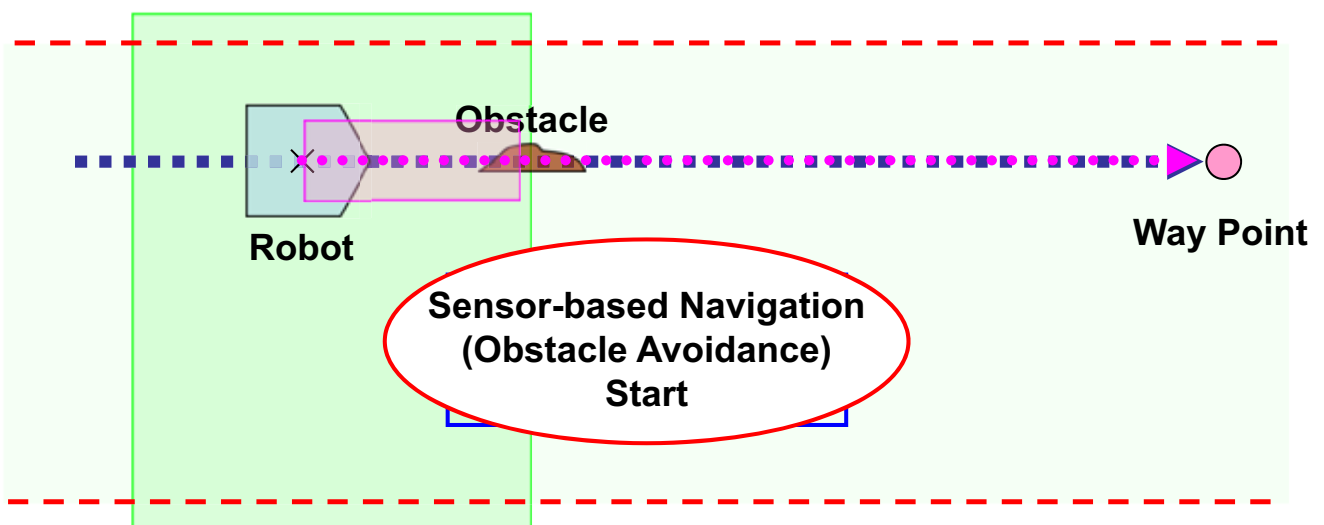 Obstacle
Robot
Way Point
Sensor-based Navigation
(Obstacle Avoidance)
Start